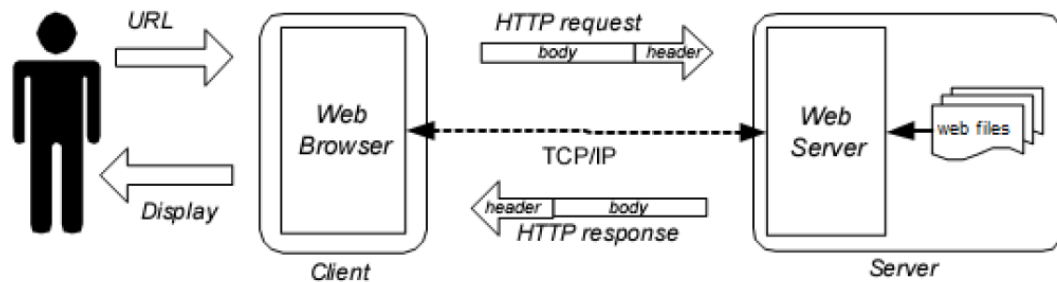 URL
Display
Web
Browser
Client
HTTP request
body header
TCP/IP
header body
HTTP response
Web
Server
web files
Server